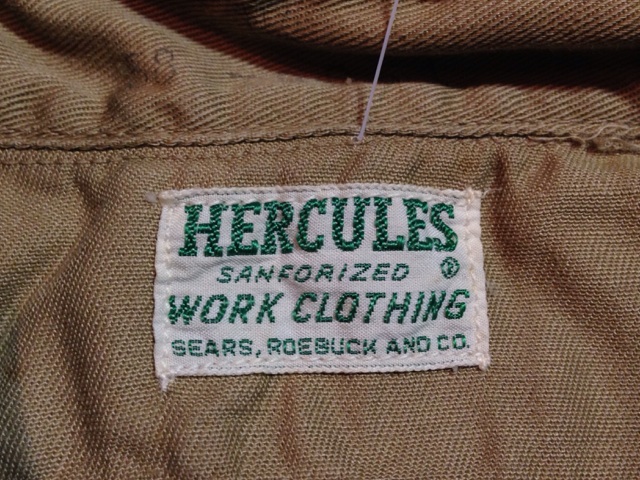 HERCULES
SANFORIZED ®
WORK CLOTHING
SEARS, ROEBUCK AND CO.